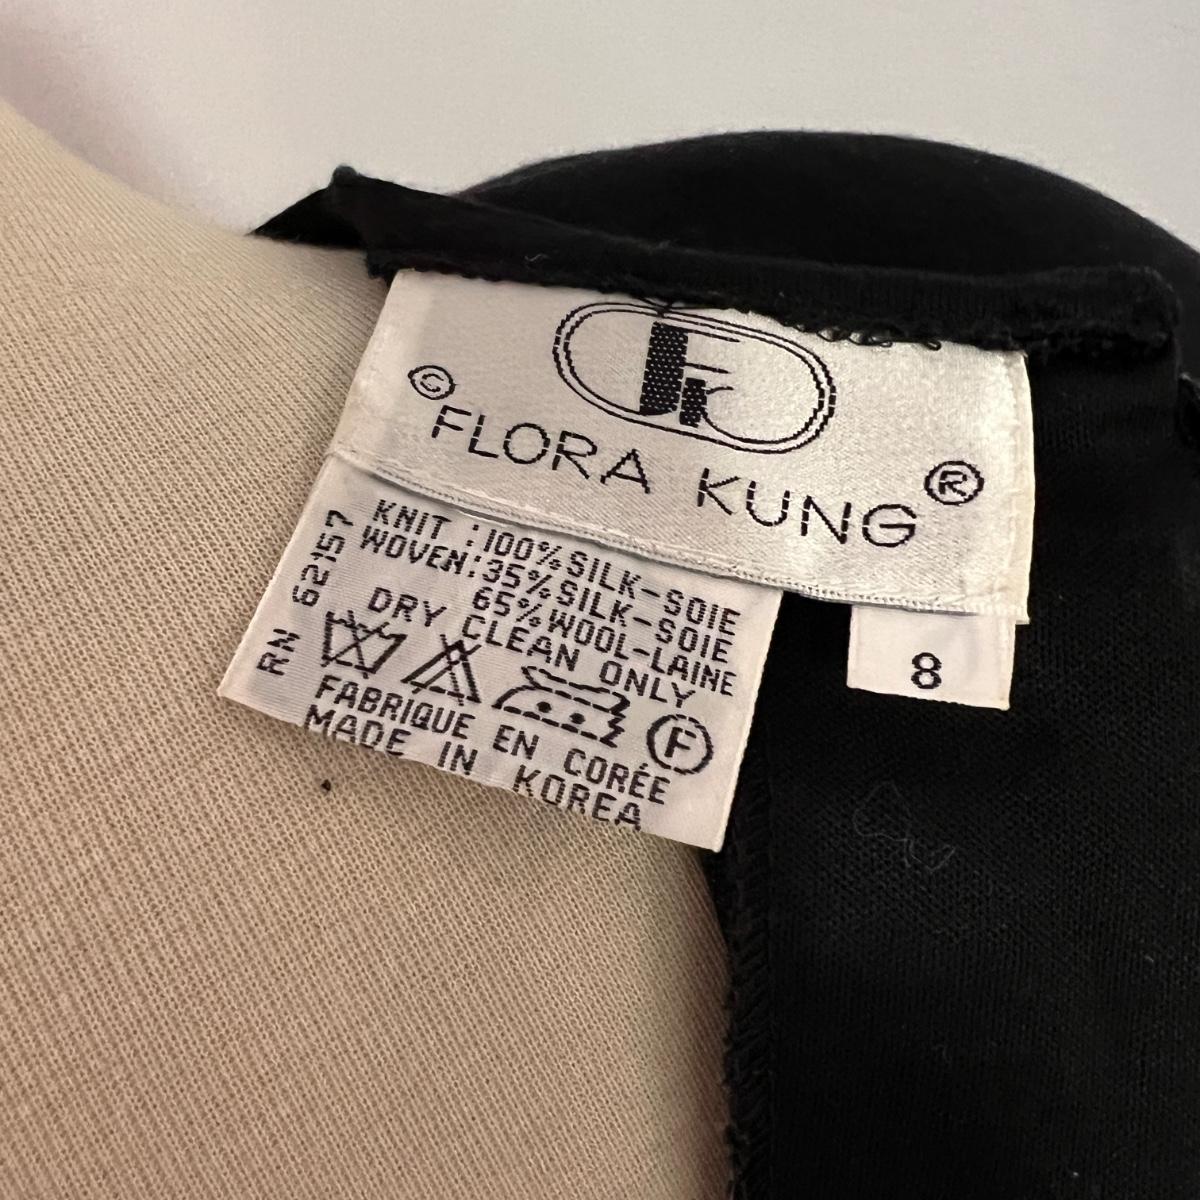 FK
©
FLORA KUNG ®
KNIT : 100% SILK-SOIE
WOVEN: 35% SILK-SOIE
65% WOOL-LAINE
DRY CLEAN ONLY
F
FABRIQUE EN CORÉE
MADE IN KOREA
RN 62157
8